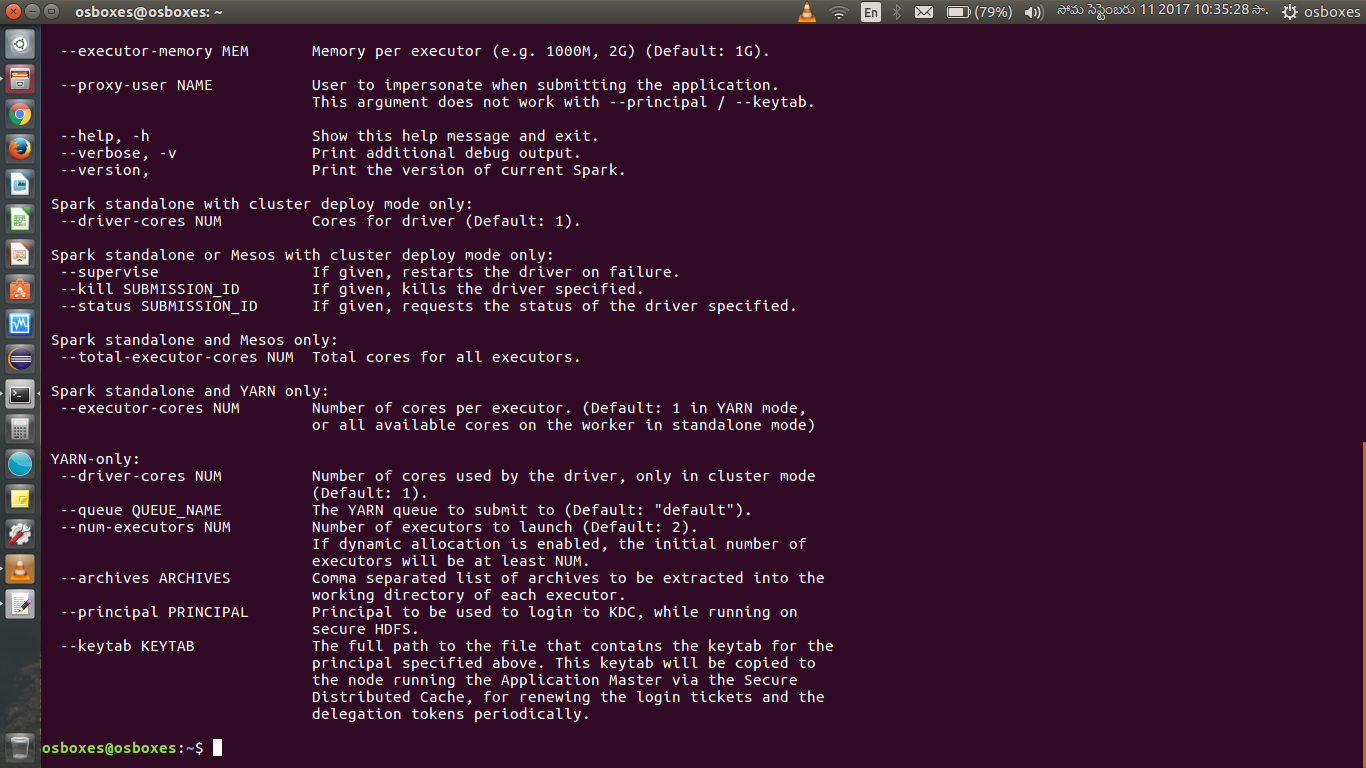 osboxes@osboxes: ~
En
(79%)
సోమ సెప్టెంబరు 11 2017 10:35:28 సా.
osboxes
--executor-memory MEM Memory per executor (e.g. 1000M, 2G) (Default: 1G).
--proxy-user NAME User to impersonate when submitting the application.
This argument does not work with --principal / --keytab.
--help, -h Show this help message and exit.
--verbose, -v Print additional debug output.
--version, Print the version of current Spark.
Spark standalone with cluster deploy mode only:
--driver-cores NUM Cores for driver (Default: 1).
Spark standalone or Mesos with cluster deploy mode only:
--supervise If given, restarts the driver on failure.
--kill SUBMISSION_ID If given, kills the driver specified.
--status SUBMISSION_ID If given, requests the status of the driver specified.
Spark standalone and Mesos only:
--total-executor-cores NUM Total cores for all executors.
Spark standalone and YARN only:
--executor-cores NUM Number of cores per executor. (Default: 1 in YARN mode,
or all available cores on the worker in standalone mode)
YARN-only:
--driver-cores NUM Number of cores used by the driver, only in cluster mode
(Default: 1).
--queue QUEUE_NAME The YARN queue to submit to (Default: "default").
--num-executors NUM Number of executors to launch (Default: 2).
If dynamic allocation is enabled, the initial number of
executors will be at least NUM.
--archives ARCHIVES Comma separated list of archives to be extracted into the
working directory of each executor.
--principal PRINCIPAL Principal to be used to login to KDC, while running on
secure HDFS.
--keytab KEYTAB The full path to the file that contains the keytab for the
principal specified above. This keytab will be copied to
the node running the Application Master via the Secure
Distributed Cache, for renewing the login tickets and the
delegation tokens periodically.
osboxes@osboxes:~$